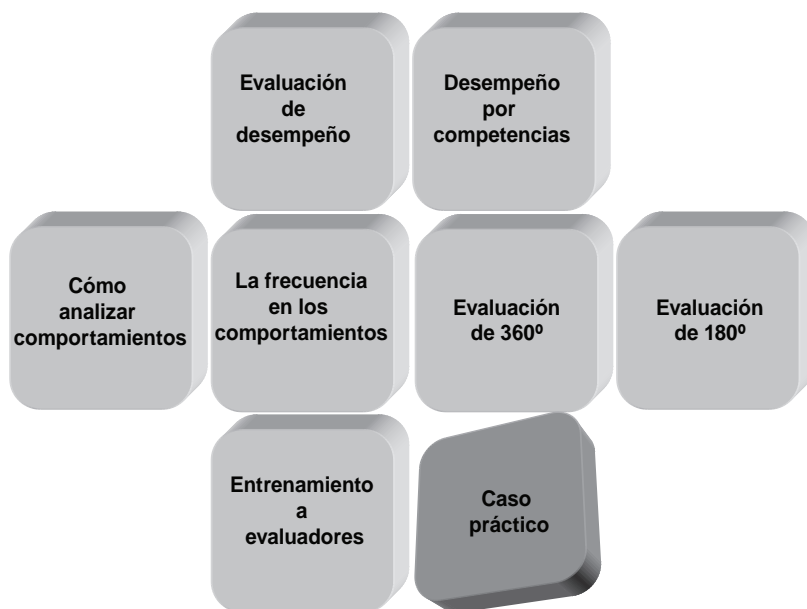 Evaluación
de
desempeño
Desempeño
por
competencias
Cómo
analizar
comportamientos
La frecuencia
en los
comportamientos
Evaluación
de 360º
Evaluación
de 180º
Entrenamiento
a
evaluadores
Caso
práctico